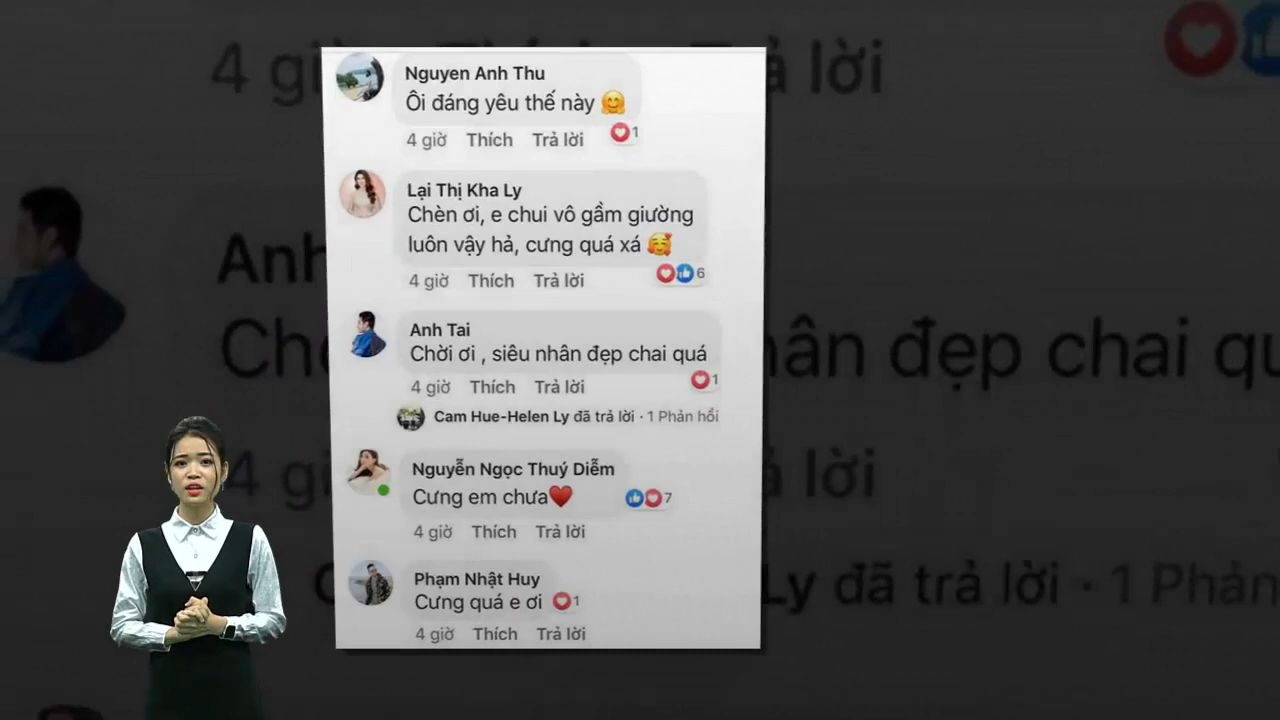 Nguyen Anh Thu
Ôi đáng yêu thế này 🤗
4 giờ Thích Trả lời 1
Lại Thị Kha Ly
Chèn ơi, e chui vô gầm giường
luôn vậy hả, cưng quá xá 🥰
4 giờ Thích Trả lời 6
Anh Tai
Chời ơi , siêu nhân đẹp chai quá
4 giờ Thích Trả lời 1
Cam Hue-Helen Ly đã trả lời · 1 Phản hồi
Nguyễn Ngọc Thuý Diễm
Cưng em chưa♥️ 7
4 giờ Thích Trả lời
Phạm Nhật Huy
Cưng quá e ơi 1
4 giờ Thích Trả lời